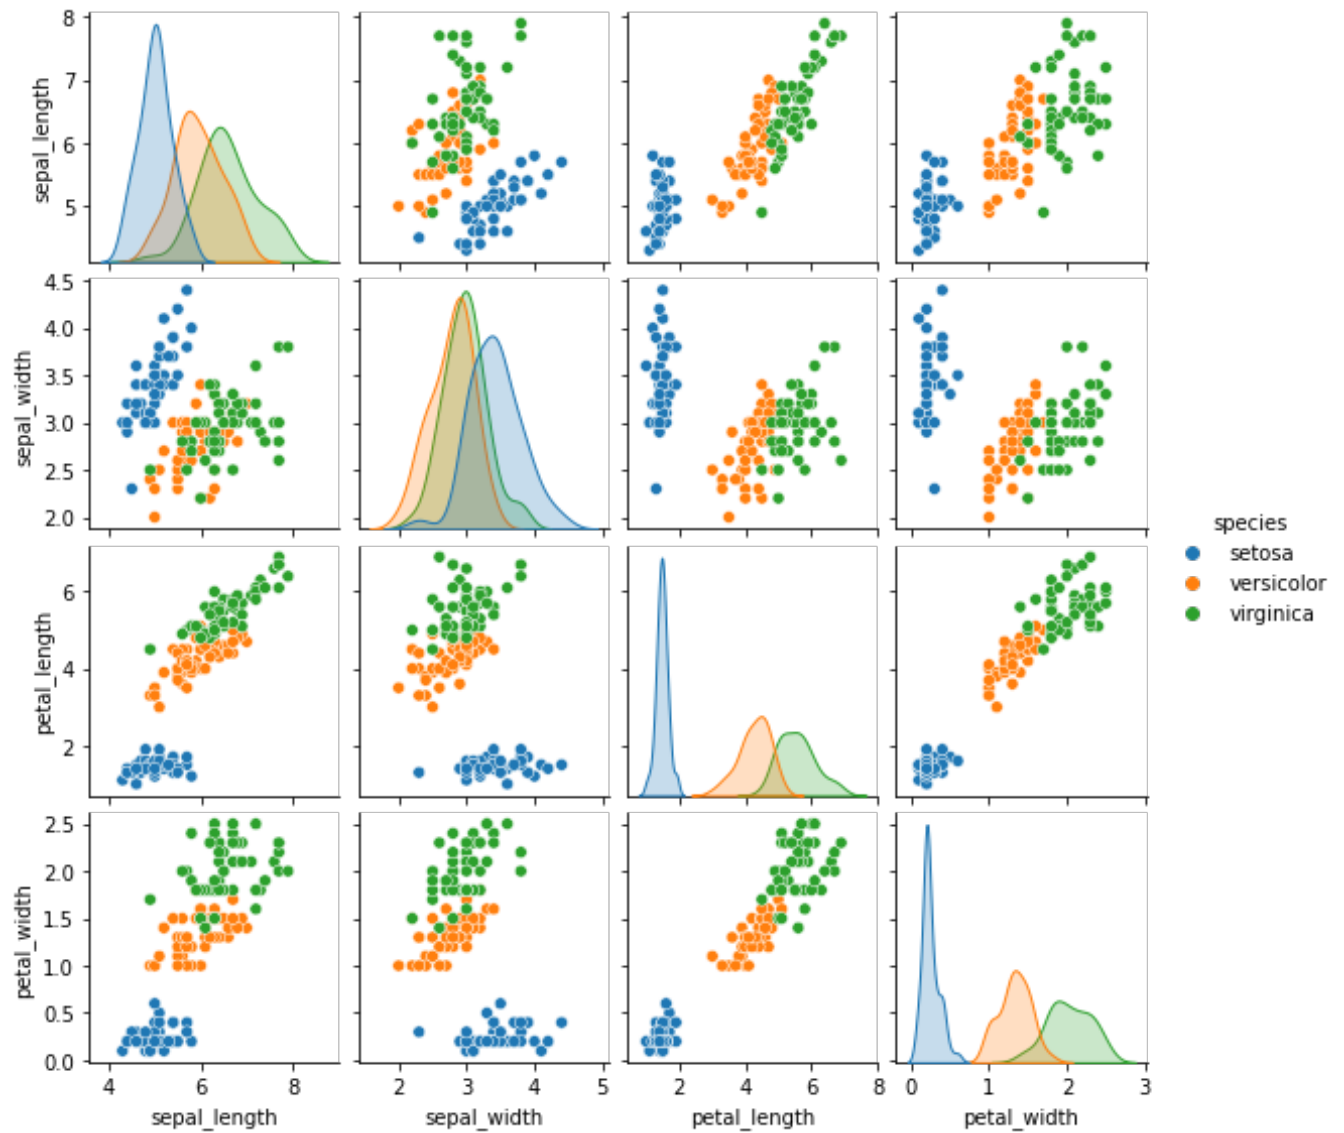 8
7
6
5
sepal_length
4.5
4.0
3.5
3.0
2.5
2.0
sepal_width
species
setosa
versicolor
virginica
6
4
2
petal_length
2.5
2.0
1.5
1.0
0.5
0.0
petal_width
4 6 8
2 3 4 5
2 4 6 8
0 1 2 3
sepal_length
sepal_width
petal_length
petal_width